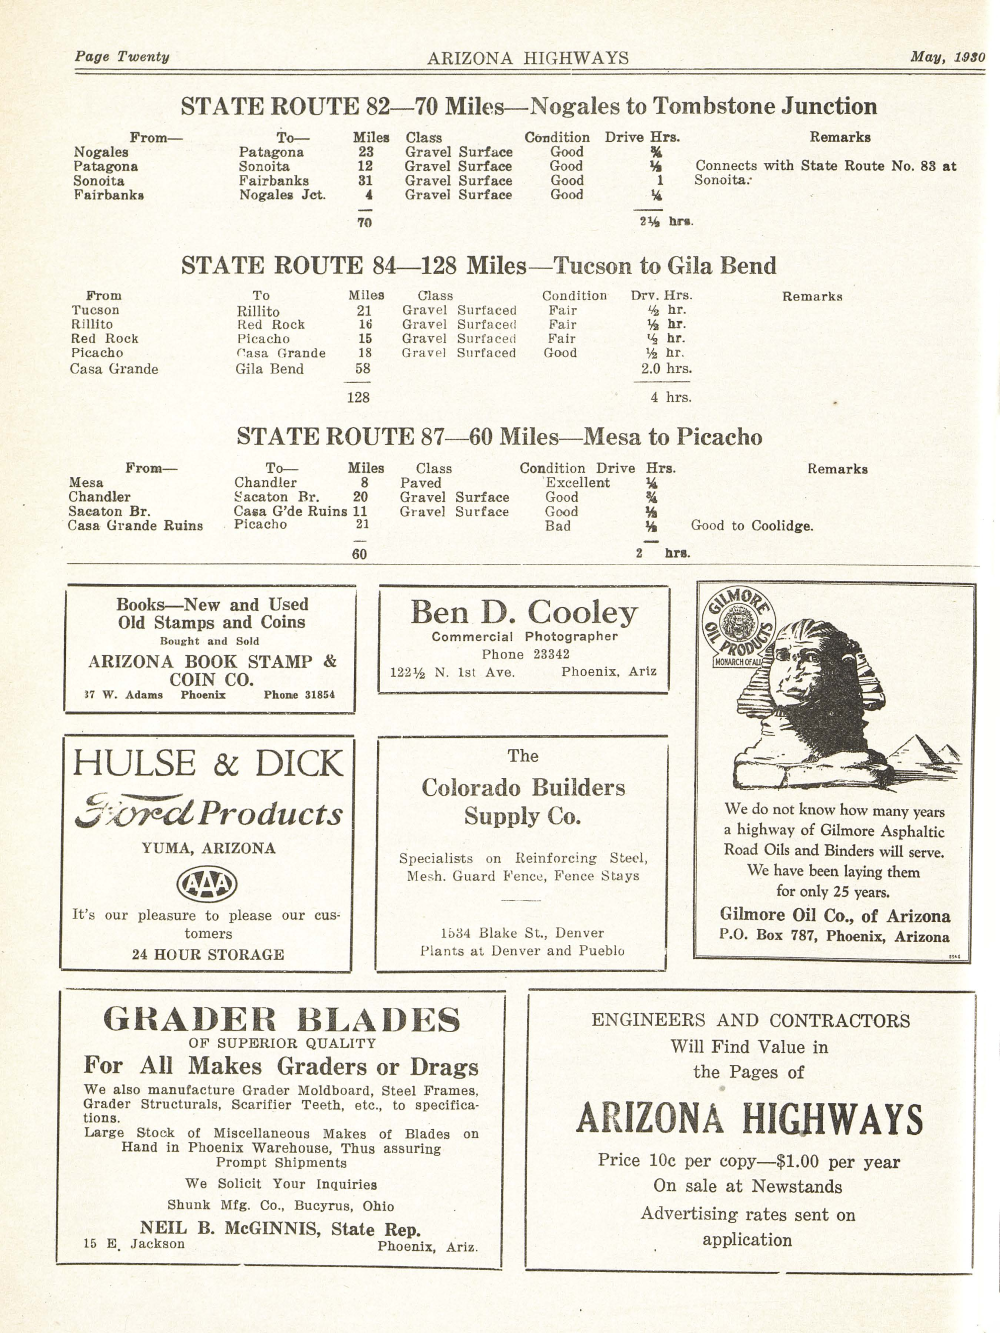 Page Twenty ARIZONA HIGHWAYS May, 1930
STATE ROUTE 82—70 Miles—Nogales to Tombstone Junction
From— To— Miles Class Condition Drive Hrs. Remarks
Nogales Patagona 23 Gravel Surface Good ¾
Patagona Sonoita 12 Gravel Surface Good ½ Connects with State Route No. 83 at
Sonoita Fairbanks 31 Gravel Surface Good 1 Sonoita.
Fairbanks Nogales Jct. 4 Gravel Surface Good ¼
70 2½ hrs.
STATE ROUTE 84—128 Miles—Tucson to Gila Bend
From To Miles Class Condition Drv. Hrs. Remarks
Tucson Rillito 21 Gravel Surfaced Fair ½ hr.
Rillito Red Rock 16 Gravel Surfaced Fair ½ hr.
Red Rock Picacho 15 Gravel Surfaced Fair ½ hr.
Picacho Casa Grande 18 Gravel Surfaced Good ½ hr.
Casa Grande Gila Bend 58 2.0 hrs.
128 4 hrs.
STATE ROUTE 87—60 Miles—Mesa to Picacho
From— To— Miles Class Condition Drive Hrs. Remarks
Mesa Chandler 8 Paved Excellent ¼
Chandler Sacaton Br. 20 Gravel Surface Good ¾
Sacaton Br. Casa G'de Ruins 11 Gravel Surface Good ½
Casa Grande Ruins Picacho 21 Bad ½ Good to Coolidge.
60 2 hrs.
Books—New and Used
Old Stamps and Coins
Bought and Sold
ARIZONA BOOK STAMP &
COIN CO.
37 W. Adams Phoenix Phone 31854
Ben D. Cooley
Commercial Photographer
Phone 23342
122½ N. 1st Ave. Phoenix, Ariz
GILMORE
OIL PRODUCTS
MONARCH OF ALL
We do not know how many years
a highway of Gilmore Asphaltic
Road Oils and Binders will serve.
We have been laying them
for only 25 years.
Gilmore Oil Co., of Arizona
P.O. Box 787, Phoenix, Arizona
HULSE & DICK
Ford Products
YUMA, ARIZONA
AAA
It's our pleasure to please our cus-
tomers
24 HOUR STORAGE
The
Colorado Builders
Supply Co.
Specialists on Reinforcing Steel,
Mesh. Guard Fence, Fence Stays
1534 Blake St., Denver
Plants at Denver and Pueblo
GRADER BLADES
OF SUPERIOR QUALITY
For All Makes Graders or Drags
We also manufacture Grader Moldboard, Steel Frames,
Grader Structurals, Scarifier Teeth, etc., to specifica-
tions.
Large Stock of Miscellaneous Makes of Blades on
Hand in Phoenix Warehouse, Thus assuring
Prompt Shipments
We Solicit Your Inquiries
Shunk Mfg. Co., Bucyrus, Ohio
NEIL B. McGINNIS, State Rep.
15 E. Jackson Phoenix, Ariz.
ENGINEERS AND CONTRACTORS
Will Find Value in
the Pages of
ARIZONA HIGHWAYS
Price 10c per copy—$1.00 per year
On sale at Newstands
Advertising rates sent on
application